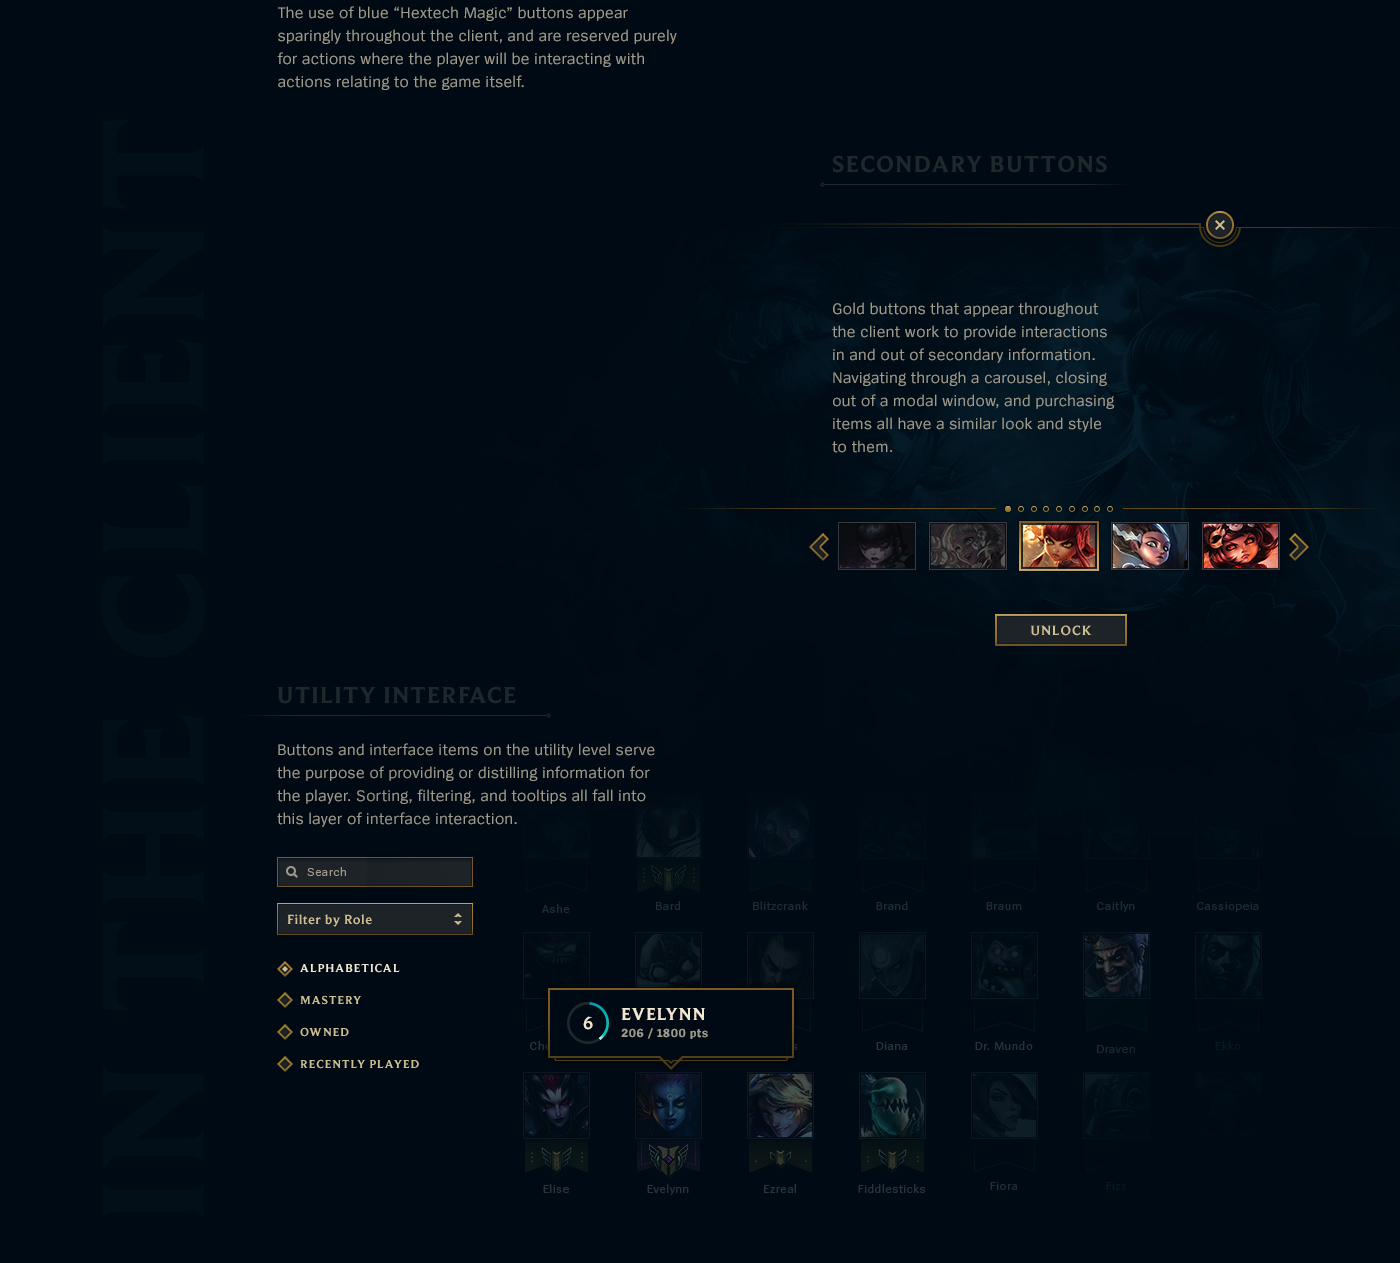 The use of blue “Hextech Magic” buttons appear
sparingly throughout the client, and are reserved purely
for actions where the player will be interacting with
actions relating to the game itself.
IN THE CLIENT
SECONDARY BUTTONS
Gold buttons that appear throughout
the client work to provide interactions
in and out of secondary information.
Navigating through a carousel, closing
out of a modal window, and purchasing
items all have a similar look and style
to them.
UNLOCK
UTILITY INTERFACE
Buttons and interface items on the utility level serve
the purpose of providing or distilling information for
the player. Sorting, filtering, and tooltips all fall into
this layer of interface interaction.
Search
Filter by Role
ALPHABETICAL
MASTERY
OWNED
RECENTLY PLAYED
Ashe Bard Blitzcrank Brand Braum Caitlyn Cassiopeia
6 EVELYNN
206 / 1800 pts
Diana Dr. Mundo Draven Ekko
Elise Evelynn Ezreal Fiddlesticks Fiora Fizz